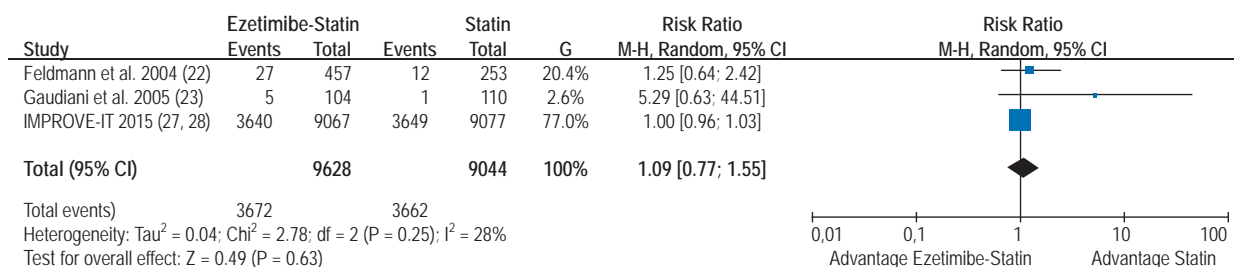 Ezetimibe-Statin Statin Risk Ratio Risk Ratio
Study Events Total Events Total G M-H, Random, 95% CI M-H, Random, 95% CI
Feldmann et al. 2004 (22) 27 457 12 253 20.4% 1.25 [0.64; 2.42]
Gaudiani et al. 2005 (23) 5 104 1 110 2.6% 5.29 [0.63; 44.51]
IMPROVE-IT 2015 (27, 28) 3640 9067 3649 9077 77.0% 1.00 [0.96; 1.03]
Total (95% CI) 9628 9044 100% 1.09 [0.77; 1.55]
Total events) 3672 3662
Heterogeneity: Tau² = 0.04; Chi² = 2.78; df = 2 (P = 0.25); I² = 28%
Test for overall effect: Z = 0.49 (P = 0.63)
0,01 0,1 1 10 100
Advantage Ezetimibe-Statin Advantage Statin